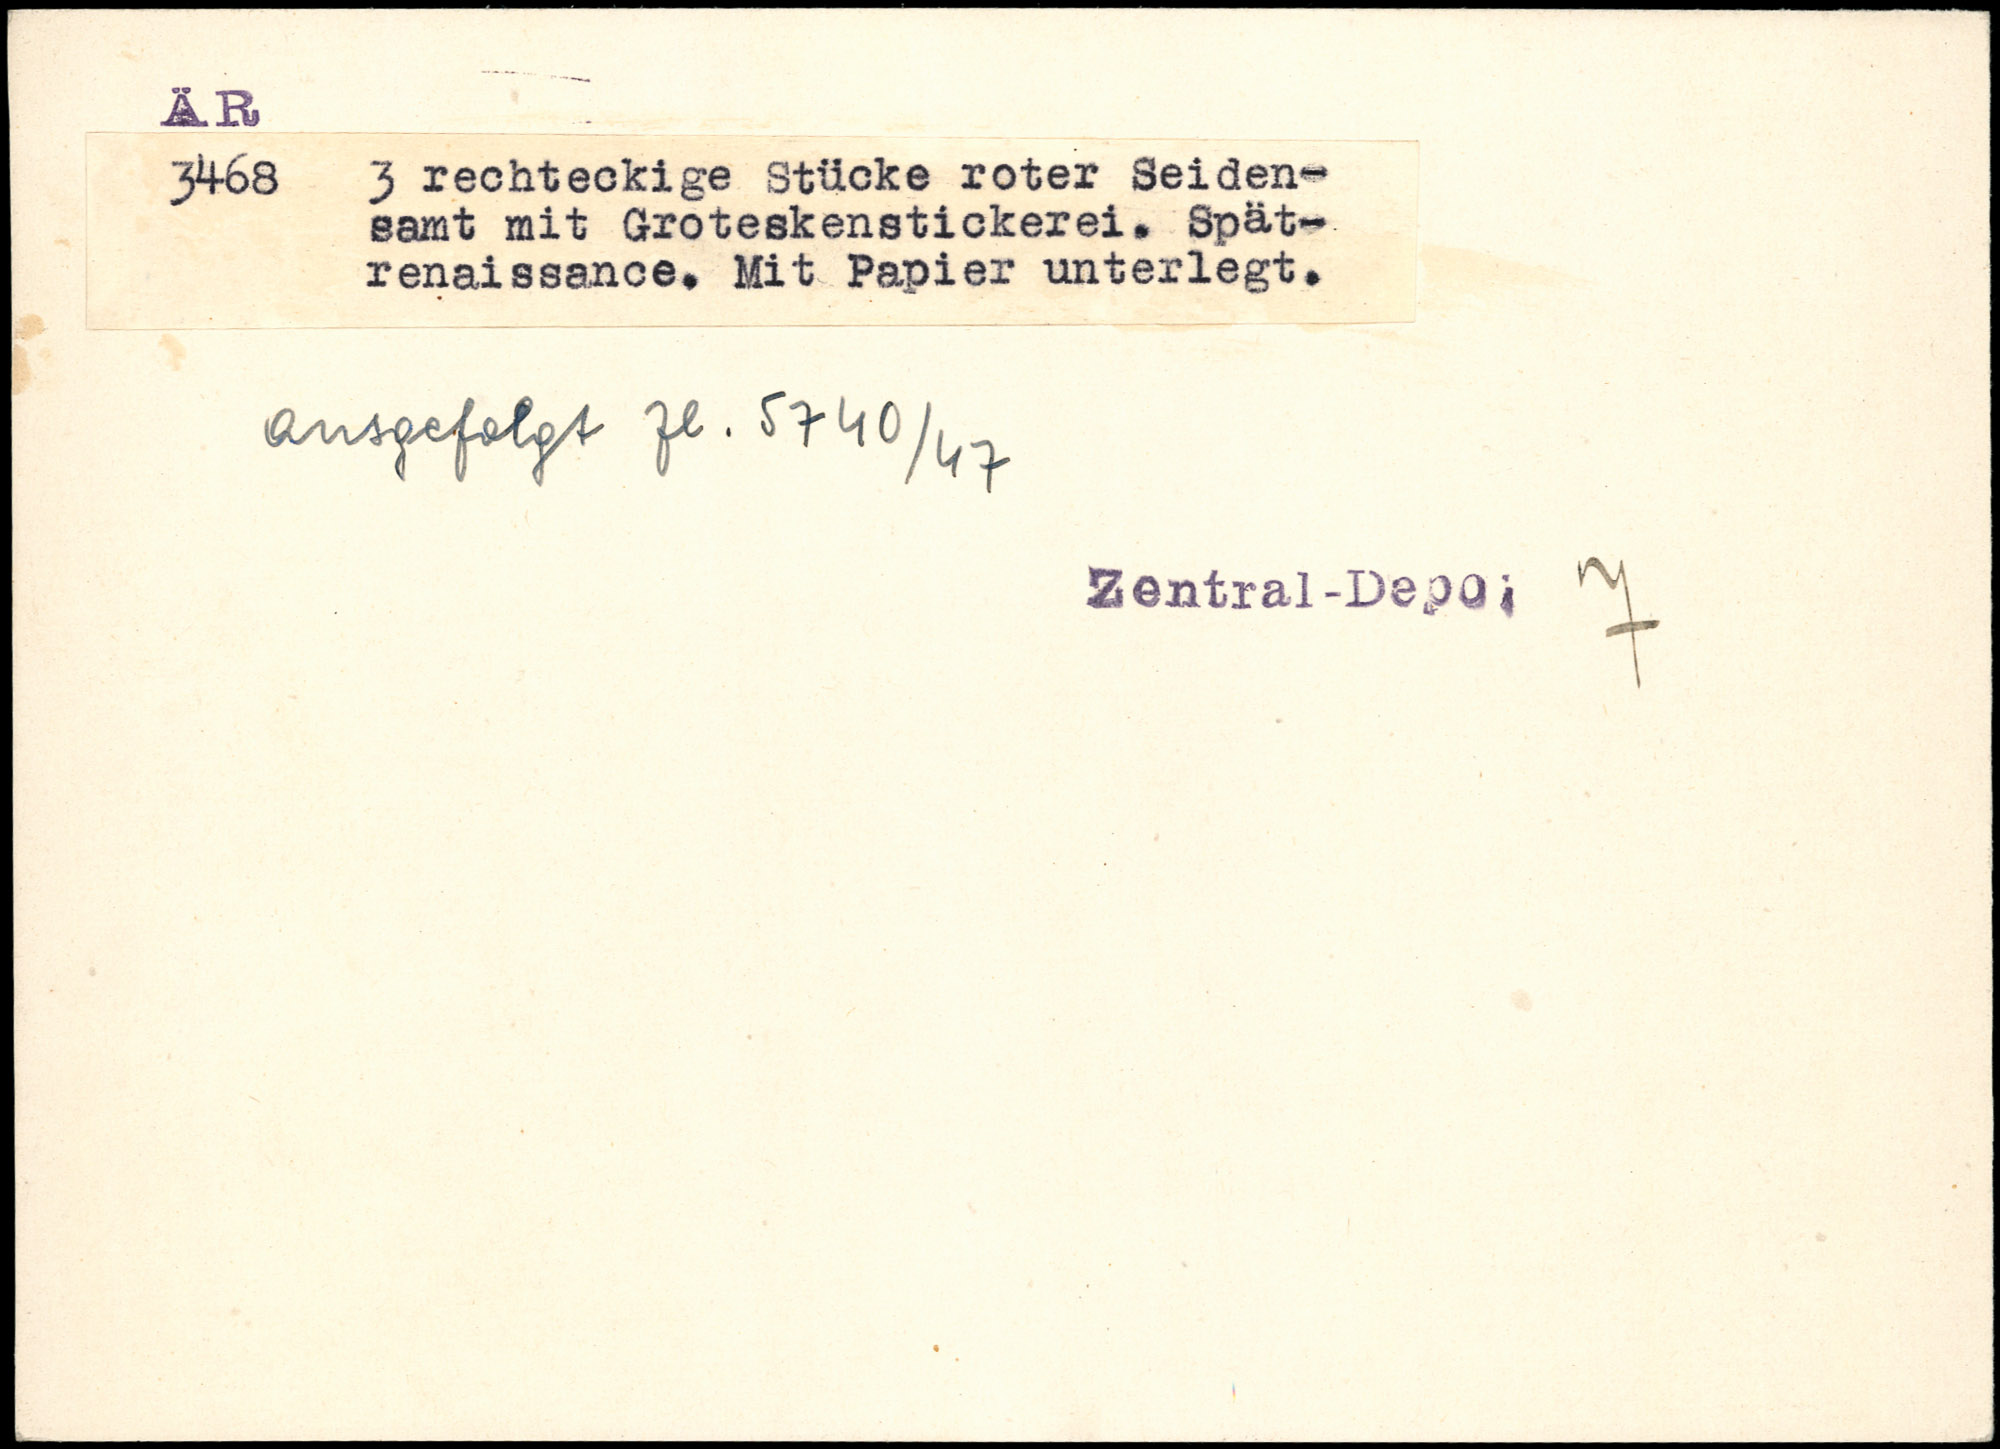 ÄR
3468 3 rechteckige Stücke roter Seiden-
samt mit Groteskenstickerei. Spät-
renaissance. Mit Papier unterlegt.
ausgefolgt Zl. 5740/47
Zentral-Depot 7